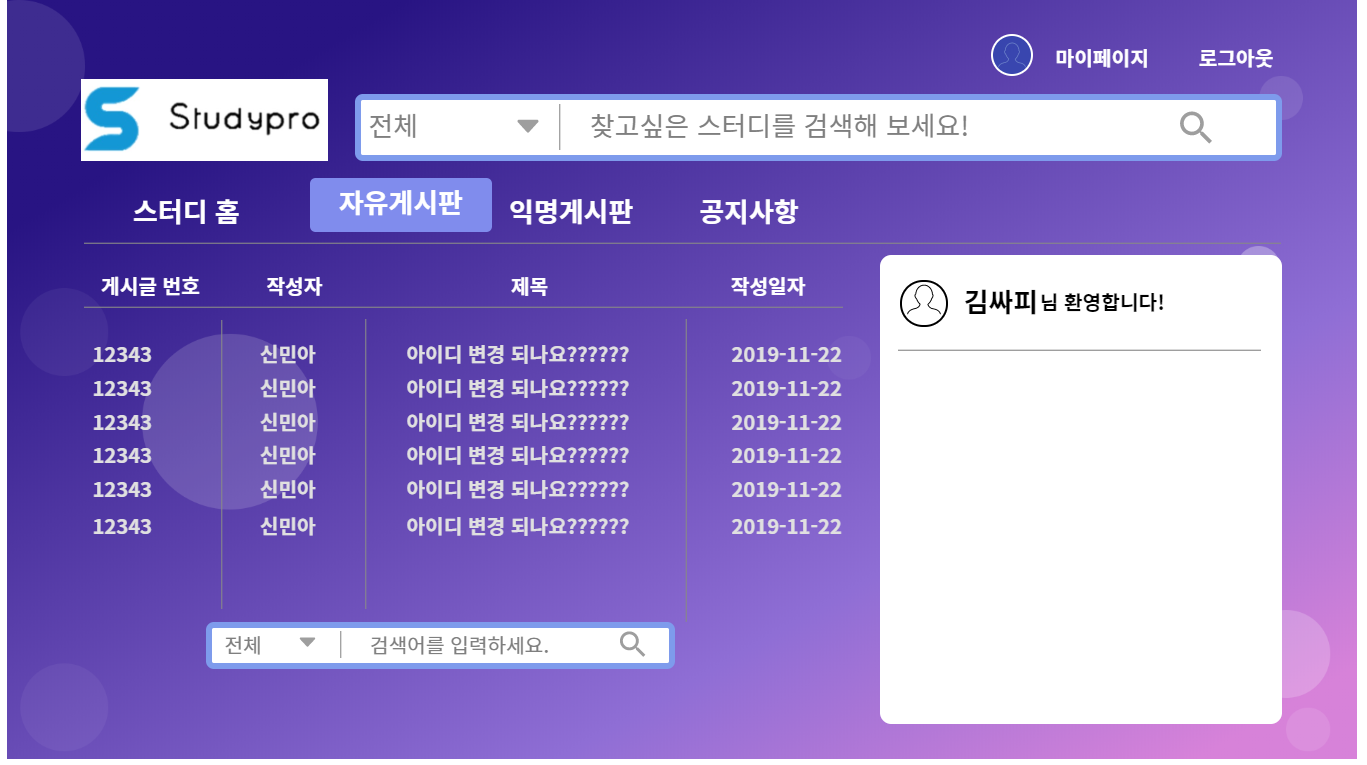 마이페이지 로그아웃
Studypro
전체 찾고싶은 스터디를 검색해 보세요!
스터디 홈 자유게시판 익명게시판 공지사항
게시글 번호 작성자 제목 작성일자
김싸피님 환영합니다!
12343 신민아 아이디 변경 되나요?????? 2019-11-22
12343 신민아 아이디 변경 되나요?????? 2019-11-22
12343 신민아 아이디 변경 되나요?????? 2019-11-22
12343 신민아 아이디 변경 되나요?????? 2019-11-22
12343 신민아 아이디 변경 되나요?????? 2019-11-22
12343 신민아 아이디 변경 되나요?????? 2019-11-22
전체 검색어를 입력하세요.